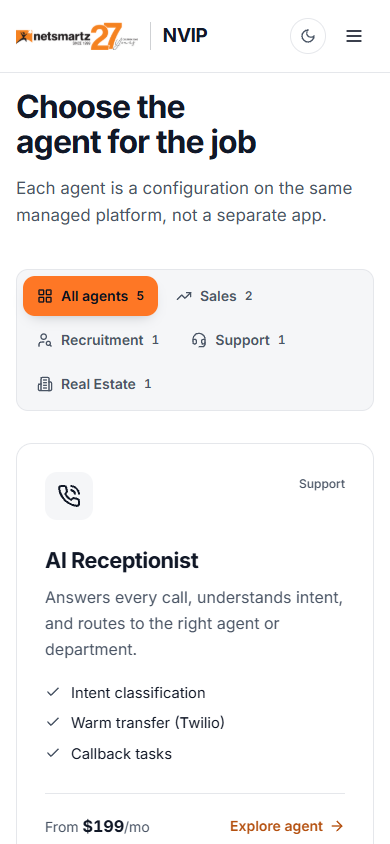 netsmartz 27 Years
SINCE 1999
NVIP
Choose the
agent for the job
Each agent is a configuration on the same
managed platform, not a separate app.
All agents 5
Sales 2
Recruitment 1
Support 1
Real Estate 1
Support
AI Receptionist
Answers every call, understands intent,
and routes to the right agent or
department.
Intent classification
Warm transfer (Twilio)
Callback tasks
From $199/mo
Explore agent →